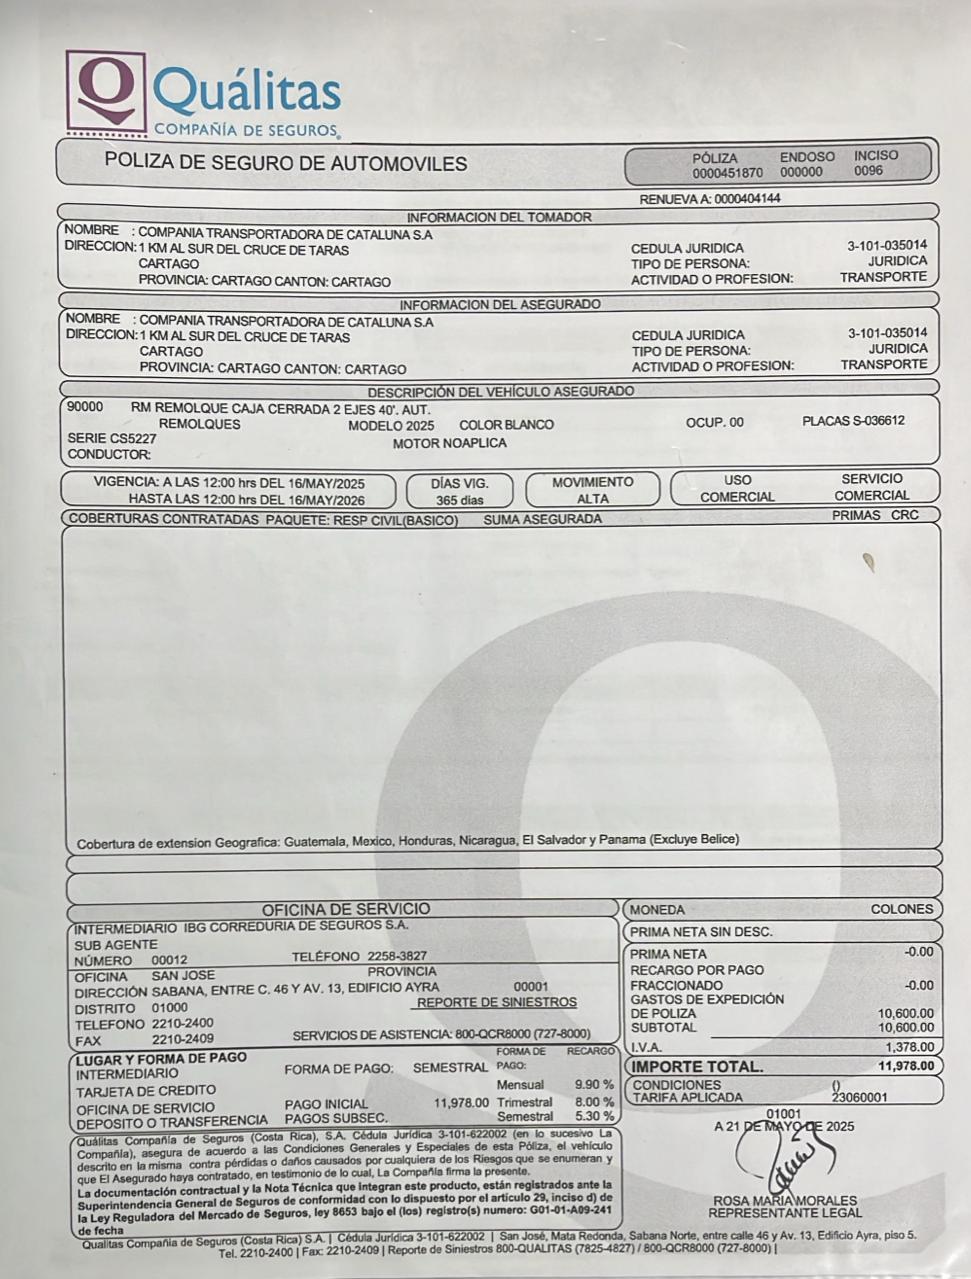 Quálitas
COMPAÑÍA DE SEGUROS®
POLIZA DE SEGURO DE AUTOMOVILES
PÓLIZA ENDOSO INCISO
0000451870 000000 0096
RENUEVA A: 0000404144
INFORMACION DEL TOMADOR
NOMBRE : COMPANIA TRANSPORTADORA DE CATALUNA S.A
DIRECCION: 1 KM AL SUR DEL CRUCE DE TARAS CEDULA JURIDICA 3-101-035014
CARTAGO TIPO DE PERSONA: JURIDICA
PROVINCIA: CARTAGO CANTON: CARTAGO ACTIVIDAD O PROFESION: TRANSPORTE
INFORMACION DEL ASEGURADO
NOMBRE : COMPANIA TRANSPORTADORA DE CATALUNA S.A
DIRECCION: 1 KM AL SUR DEL CRUCE DE TARAS CEDULA JURIDICA 3-101-035014
CARTAGO TIPO DE PERSONA: JURIDICA
PROVINCIA: CARTAGO CANTON: CARTAGO ACTIVIDAD O PROFESION: TRANSPORTE
DESCRIPCIÓN DEL VEHÍCULO ASEGURADO
90000 RM REMOLQUE CAJA CERRADA 2 EJES 40'. AUT.
REMOLQUES MODELO 2025 COLOR BLANCO OCUP. 00 PLACAS S-036612
SERIE CS5227 MOTOR NOAPLICA
CONDUCTOR:
VIGENCIA: A LAS 12:00 hrs DEL 16/MAY/2025 DÍAS VIG. MOVIMIENTO USO SERVICIO
HASTA LAS 12:00 hrs DEL 16/MAY/2026 365 dias ALTA COMERCIAL COMERCIAL
COBERTURAS CONTRATADAS PAQUETE: RESP CIVIL(BASICO) SUMA ASEGURADA PRIMAS CRC
Cobertura de extension Geografica: Guatemala, Mexico, Honduras, Nicaragua, El Salvador y Panama (Excluye Belice)
OFICINA DE SERVICIO
INTERMEDIARIO IBG CORREDURIA DE SEGUROS S.A.
SUB AGENTE
NÚMERO 00012 TELÉFONO 2258-3827
OFICINA SAN JOSE PROVINCIA
DIRECCIÓN SABANA, ENTRE C. 46 Y AV. 13, EDIFICIO AYRA 00001
DISTRITO 01000 REPORTE DE SINIESTROS
TELEFONO 2210-2400
FAX 2210-2409 SERVICIOS DE ASISTENCIA: 800-QCR8000 (727-8000)
MONEDA COLONES
PRIMA NETA SIN DESC.
PRIMA NETA -0.00
RECARGO POR PAGO
FRACCIONADO -0.00
GASTOS DE EXPEDICIÓN
DE POLIZA 10,600.00
SUBTOTAL 10,600.00
I.V.A. 1,378.00
IMPORTE TOTAL. 11,978.00
CONDICIONES ()
TARIFA APLICADA 23060001
LUGAR Y FORMA DE PAGO FORMA DE RECARGO
INTERMEDIARIO FORMA DE PAGO: SEMESTRAL PAGO:
TARJETA DE CREDITO Mensual 9.90 %
OFICINA DE SERVICIO PAGO INICIAL 11,978.00 Trimestral 8.00 %
DEPOSITO O TRANSFERENCIA PAGOS SUBSEC. Semestral 5.30 %
Quálitas Compañía de Seguros (Costa Rica), S.A. Cédula Jurídica 3-101-622002 (en lo sucesivo La
Compañía), asegura de acuerdo a las Condiciones Generales y Especiales de esta Póliza, el vehículo
descrito en la misma contra pérdidas o daños causados por cualquiera de los Riesgos que se enumeran y
que El Asegurado haya contratado, en testimonio de lo cual, La Compañía firma la presente.
La documentación contractual y la Nota Técnica que integran este producto, están registrados ante la
Superintendencia General de Seguros de conformidad con lo dispuesto por el artículo 29, inciso d) de
la Ley Reguladora del Mercado de Seguros, ley 8653 bajo el (los) registro(s) numero: G01-01-A09-241
de fecha
01001
A 21 DE MAYO DE 2025
ROSA MARIA MORALES
REPRESENTANTE LEGAL
Qualitas Compañia de Seguros (Costa Rica) S.A. | Cédula Jurídica 3-101-622002 | San José, Mata Redonda, Sabana Norte, entre calle 46 y Av. 13, Edificio Ayra, piso 5.
Tel. 2210-2400 | Fax: 2210-2409 | Reporte de Siniestros 800-QUALITAS (7825-4827) / 800-QCR8000 (727-8000) |